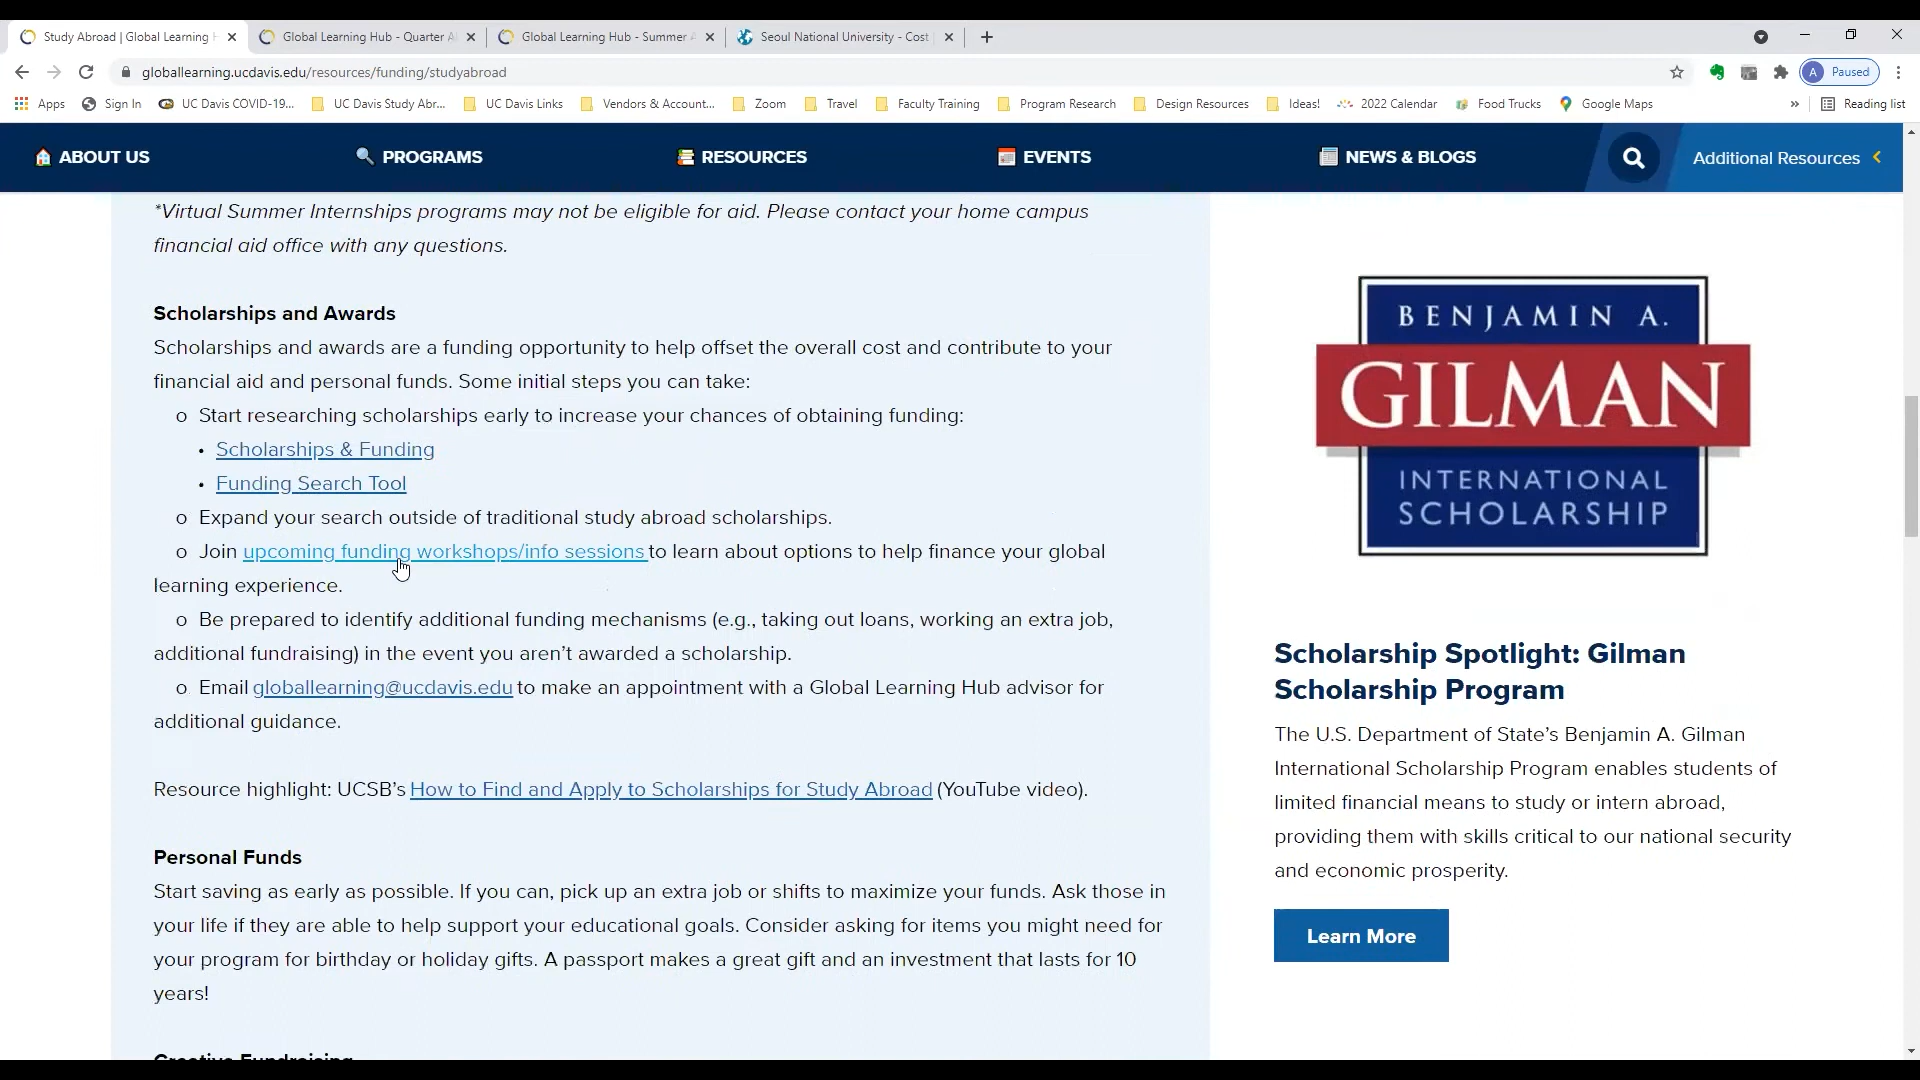 Study Abroad | Global Learning H
Global Learning Hub - Quarter A
Global Learning Hub - Summer A
Seoul National University - Cost |
globallearning.ucdavis.edu/resources/funding/studyabroad
A Paused
Apps
Sign In
UC Davis COVID-19...
UC Davis Study Abr...
UC Davis Links
Vendors & Account...
Zoom
Travel
Faculty Training
Program Research
Design Resources
Ideas!
2022 Calendar
Food Trucks
Google Maps
»
Reading list
ABOUT US
PROGRAMS
RESOURCES
EVENTS
NEWS & BLOGS
Additional Resources
*Virtual Summer Internships programs may not be eligible for aid. Please contact your home campus
financial aid office with any questions.
Scholarships and Awards
Scholarships and awards are a funding opportunity to help offset the overall cost and contribute to your
financial aid and personal funds. Some initial steps you can take:
o Start researching scholarships early to increase your chances of obtaining funding:
• Scholarships & Funding
• Funding Search Tool
o Expand your search outside of traditional study abroad scholarships.
o Join upcoming funding workshops/info sessions to learn about options to help finance your global
learning experience.
o Be prepared to identify additional funding mechanisms (e.g., taking out loans, working an extra job,
additional fundraising) in the event you aren't awarded a scholarship.
o Email globallearning@ucdavis.edu to make an appointment with a Global Learning Hub advisor for
additional guidance.
Resource highlight: UCSB's How to Find and Apply to Scholarships for Study Abroad (YouTube video).
Personal Funds
Start saving as early as possible. If you can, pick up an extra job or shifts to maximize your funds. Ask those in
your life if they are able to help support your educational goals. Consider asking for items you might need for
your program for birthday or holiday gifts. A passport makes a great gift and an investment that lasts for 10
years!
Creative Fundraising
BENJAMIN A.
GILMAN
INTERNATIONAL
SCHOLARSHIP
Scholarship Spotlight: Gilman
Scholarship Program
The U.S. Department of State's Benjamin A. Gilman
International Scholarship Program enables students of
limited financial means to study or intern abroad,
providing them with skills critical to our national security
and economic prosperity.
Learn More